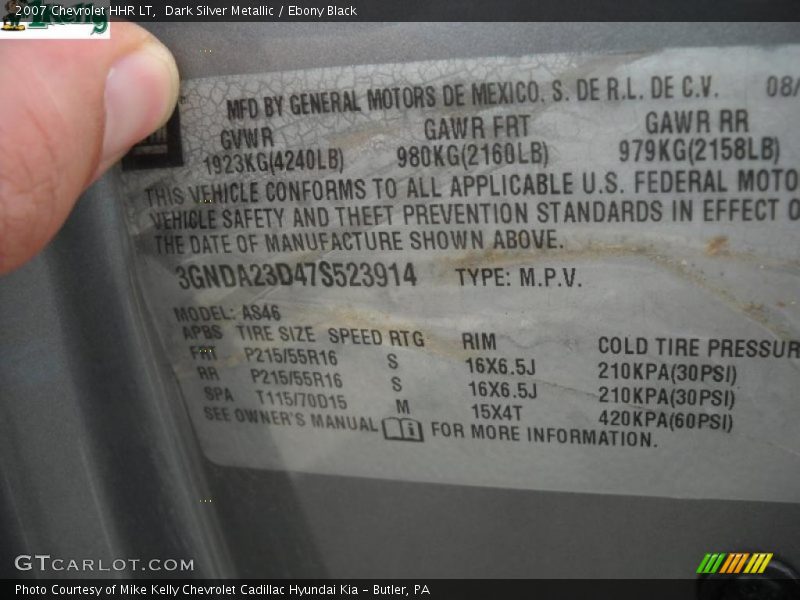 2007 Chevrolet HHR LT, Dark Silver Metallic / Ebony Black
MFD BY GENERAL MOTORS DE MEXICO, S. DE R.L. DE C.V. 08/
GVWR GAWR FRT GAWR RR
1923KG(4240LB) 980KG(2160LB) 979KG(2158LB)
THIS VEHICLE CONFORMS TO ALL APPLICABLE U.S. FEDERAL MOTO
VEHICLE SAFETY AND THEFT PREVENTION STANDARDS IN EFFECT O
THE DATE OF MANUFACTURE SHOWN ABOVE.
3GNDA23D47S523914 TYPE: M.P.V.
MODEL: AS46
APBS TIRE SIZE SPEED RTG RIM COLD TIRE PRESSUR
FRT P215/55R16 S 16X6.5J 210KPA(30PSI)
RR P215/55R16 S 16X6.5J 210KPA(30PSI)
SPA T115/70D15 M 15X4T 420KPA(60PSI)
SEE OWNER'S MANUAL FOR MORE INFORMATION.
GTCARLOT.COM
Photo Courtesy of Mike Kelly Chevrolet Cadillac Hyundai Kia - Butler, PA